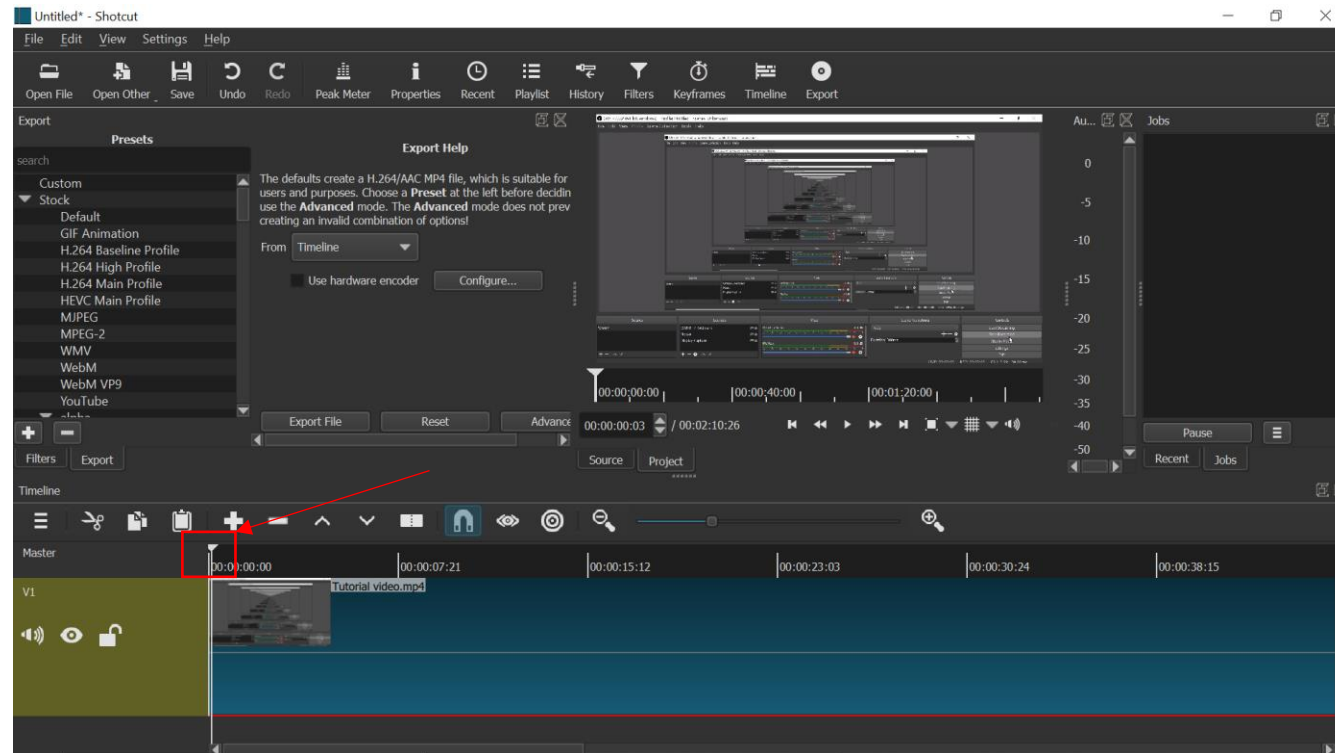 Untitled* - Shotcut
File Edit View Settings Help
Open File Open Other Save Undo Redo Peak Meter Properties Recent Playlist History Filters Keyframes Timeline Export
Export
Presets
search
Custom
Stock
Default
GIF Animation
H.264 Baseline Profile
H.264 High Profile
H.264 Main Profile
HEVC Main Profile
MJPEG
MPEG-2
WMV
WebM
WebM VP9
YouTube
alpha
Export Help
The defaults create a H.264/AAC MP4 file, which is suitable for
users and purposes. Choose a Preset at the left before decidin
use the Advanced mode. The Advanced mode does not prev
creating an invalid combination of options!
From Timeline
Use hardware encoder Configure...
Export File Reset Advance
Filters Export
00:00:00:00 00:00:40:00 00:01:20:00
00:00:00:03 / 00:02:10:26
Source Project
Au...
0
-5
-10
-15
-20
-25
-30
-35
-40
-50
Jobs
Pause
Recent Jobs
Timeline
Master
00:00:00:00 00:00:07:21 00:00:15:12 00:00:23:03 00:00:30:24 00:00:38:15
V1
Tutorial video.mp4